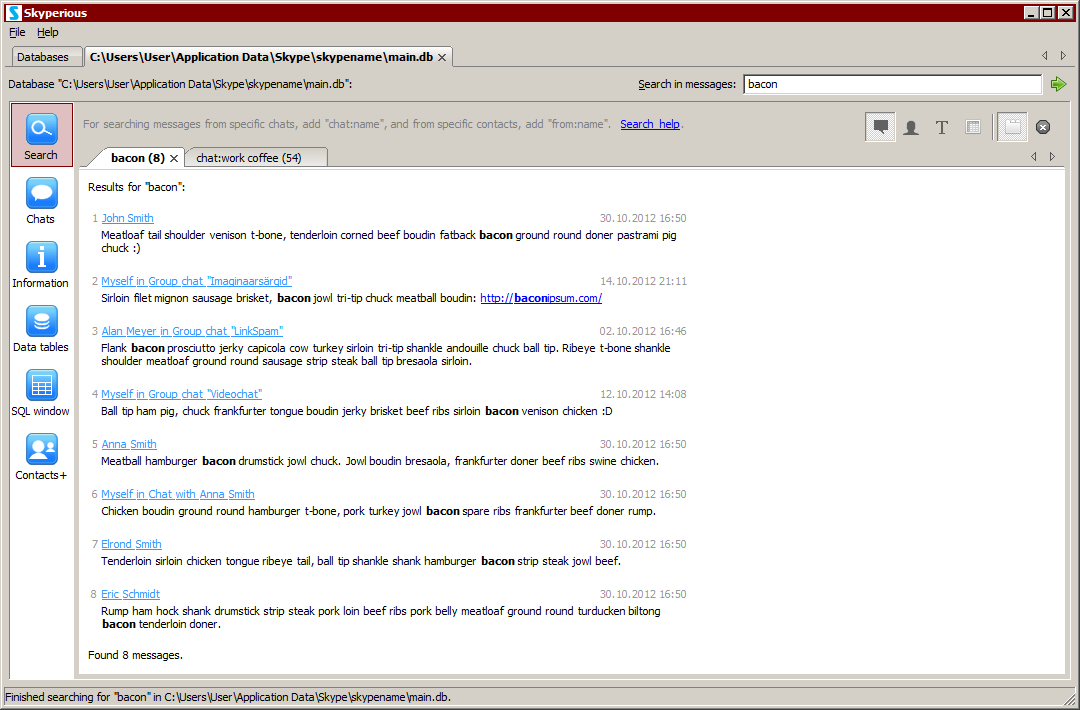 Skyperious
File Help
Databases C:\Users\User\Application Data\Skype\skypename\main.db
Database "C:\Users\User\Application Data\Skype\skypename\main.db": Search in messages: bacon
For searching messages from specific chats, add "chat:name", and from specific contacts, add "from:name". Search help.
Search
Chats
Information
Data tables
SQL window
Contacts+
bacon (8) chat:work coffee (54)
Results for "bacon":
1 John Smith 30.10.2012 16:50
Meatloaf tail shoulder venison t-bone, tenderloin corned beef boudin fatback bacon ground round doner pastrami pig
chuck :)
2 Myself in Group chat "Imaginaarsärgid" 14.10.2012 21:11
Sirloin filet mignon sausage brisket, bacon jowl tri-tip chuck meatball boudin: http://baconipsum.com/
3 Alan Meyer in Group chat "LinkSpam" 02.10.2012 16:46
Flank bacon prosciutto jerky capicola cow turkey sirloin tri-tip shankle andouille chuck ball tip. Ribeye t-bone shankle
shoulder meatloaf ground round sausage strip steak ball tip bresaola sirloin.
4 Myself in Group chat "Videochat" 12.10.2012 14:08
Ball tip ham pig, chuck frankfurter tongue boudin jerky brisket beef ribs sirloin bacon venison chicken :D
5 Anna Smith 30.10.2012 16:50
Meatball hamburger bacon drumstick jowl chuck. Jowl boudin bresaola, frankfurter doner beef ribs swine chicken.
6 Myself in Chat with Anna Smith 30.10.2012 16:50
Chicken boudin ground round hamburger t-bone, pork turkey jowl bacon spare ribs frankfurter beef doner rump.
7 Elrond Smith 30.10.2012 16:50
Tenderloin sirloin chicken tongue ribeye tail, ball tip shankle shank hamburger bacon strip steak jowl beef.
8 Eric Schmidt 30.10.2012 16:50
Rump ham hock shank drumstick strip steak pork loin beef ribs pork belly meatloaf ground round turducken biltong
bacon tenderloin doner.
Found 8 messages.
Finished searching for "bacon" in C:\Users\User\Application Data\Skype\skypename\main.db.